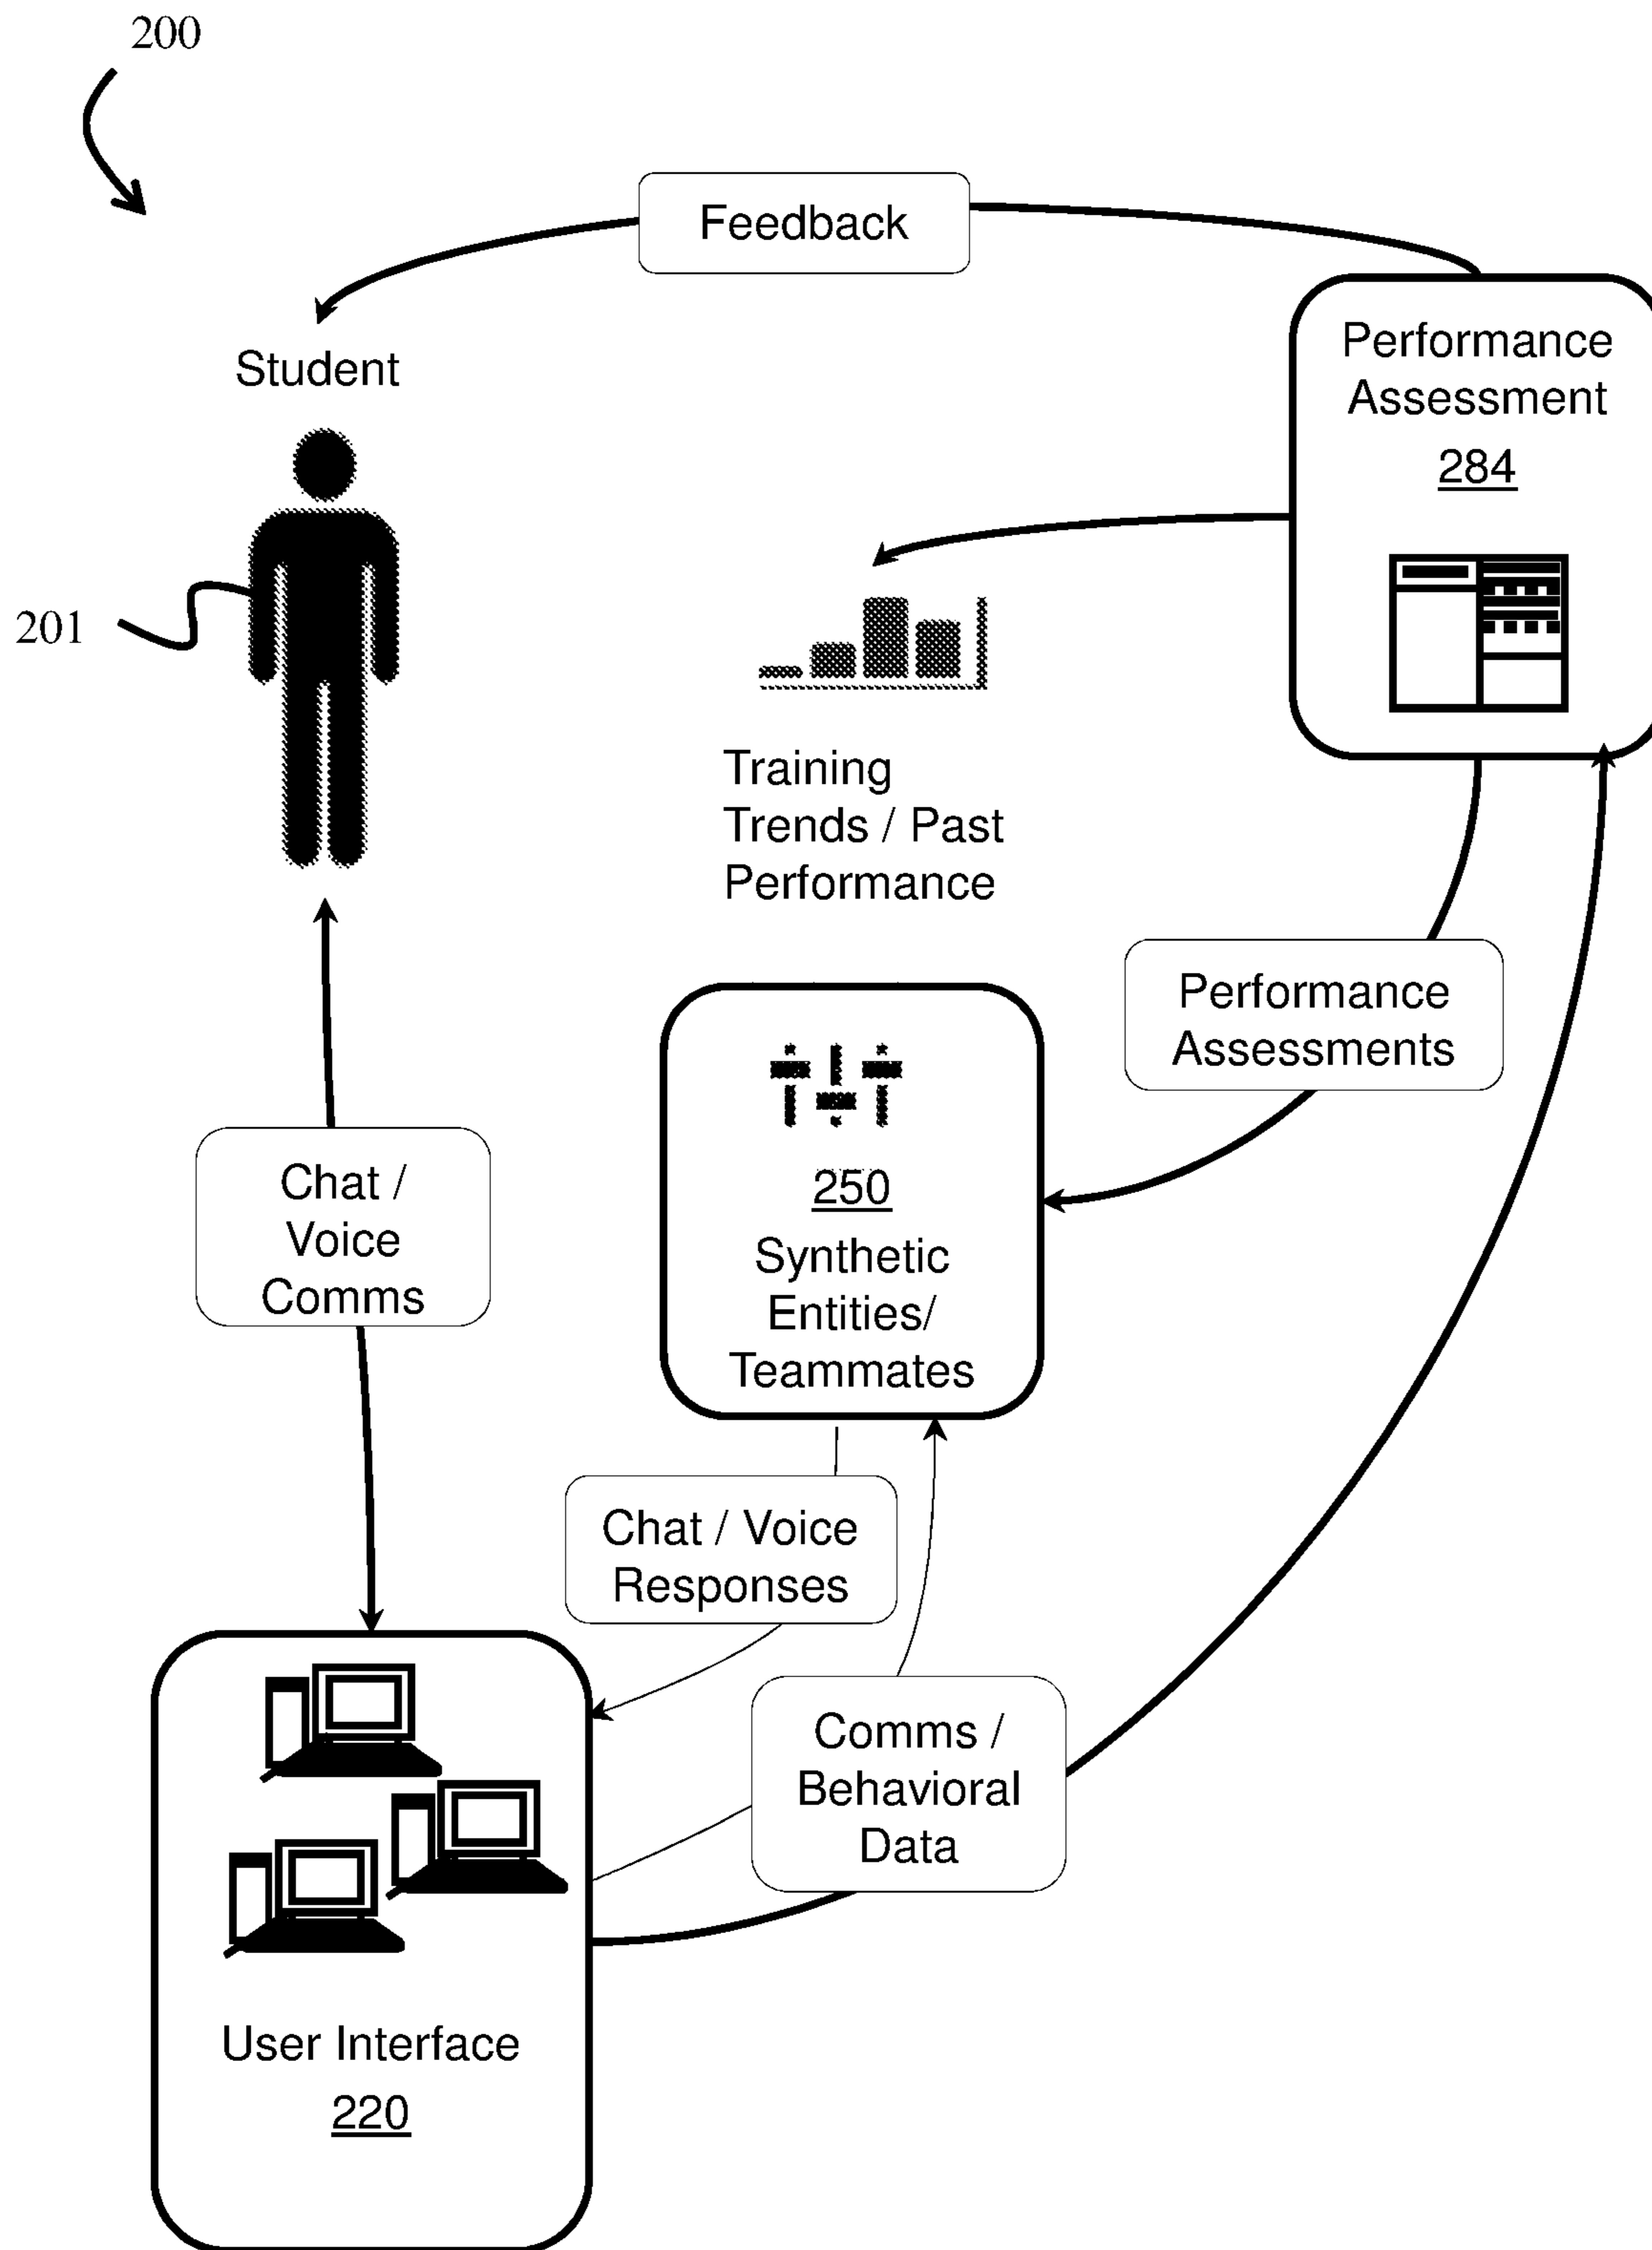 200
Feedback
Student
Performance
Assessment
284
201
Training
Trends / Past
Performance
Performance
Assessments
Chat /
Voice
Comms
250
Synthetic
Entities/
Teammates
Chat / Voice
Responses
Comms /
Behavioral
Data
User Interface
220